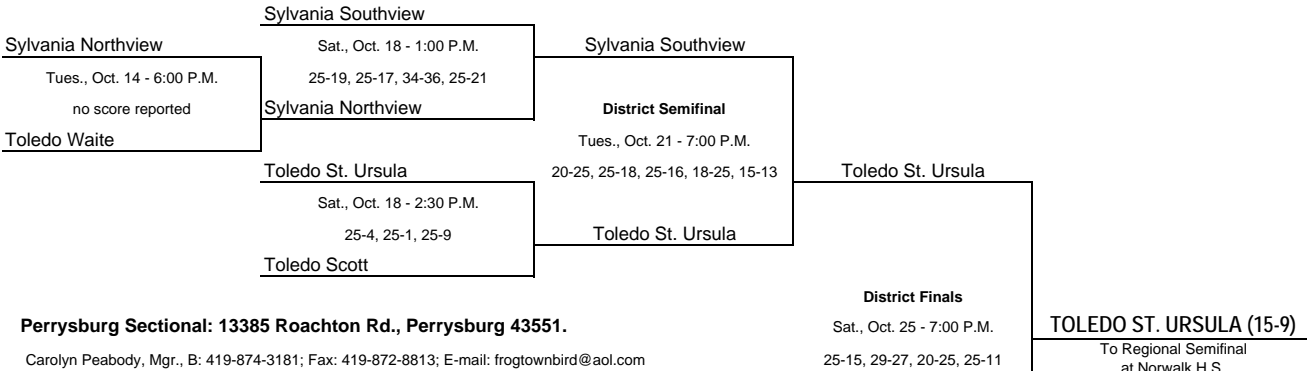 Sylvania Southview
Sylvania Northview
Sat., Oct. 18 - 1:00 P.M.
Sylvania Southview
Tues., Oct. 14 - 6:00 P.M.
25-19, 25-17, 34-36, 25-21
no score reported
Sylvania Northview
District Semifinal
Toledo Waite
Tues., Oct. 21 - 7:00 P.M.
Toledo St. Ursula
20-25, 25-18, 25-16, 18-25, 15-13
Toledo St. Ursula
Sat., Oct. 18 - 2:30 P.M.
25-4, 25-1, 25-9
Toledo St. Ursula
Toledo Scott
District Finals
Perrysburg Sectional: 13385 Roachton Rd., Perrysburg 43551.
Sat., Oct. 25 - 7:00 P.M.
TOLEDO ST. URSULA (15-9)
To Regional Semifinal
Carolyn Peabody, Mgr., B: 419-874-3181; Fax: 419-872-8813; E-mail: frogtownbird@aol.com
25-15, 29-27, 20-25, 25-11
at Norwalk H.S.